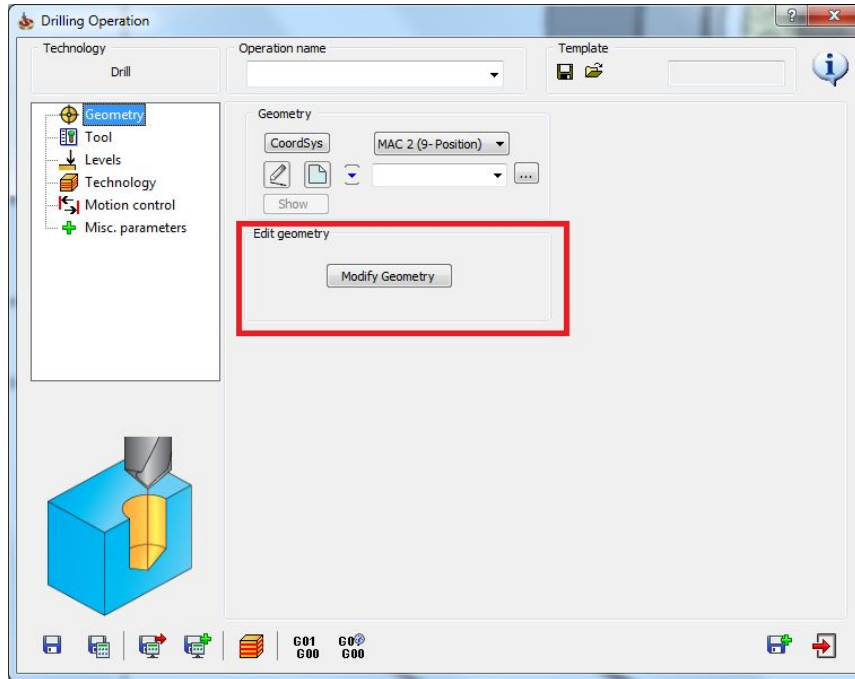 Drilling Operation
Technology
Drill
Operation name
Template
Geometry
Tool
Levels
Technology
Motion control
Misc. parameters
Geometry
CoordSys
MAC 2 (9- Position)
...
Show
Edit geometry
Modify Geometry
G01
G00
G0
G00